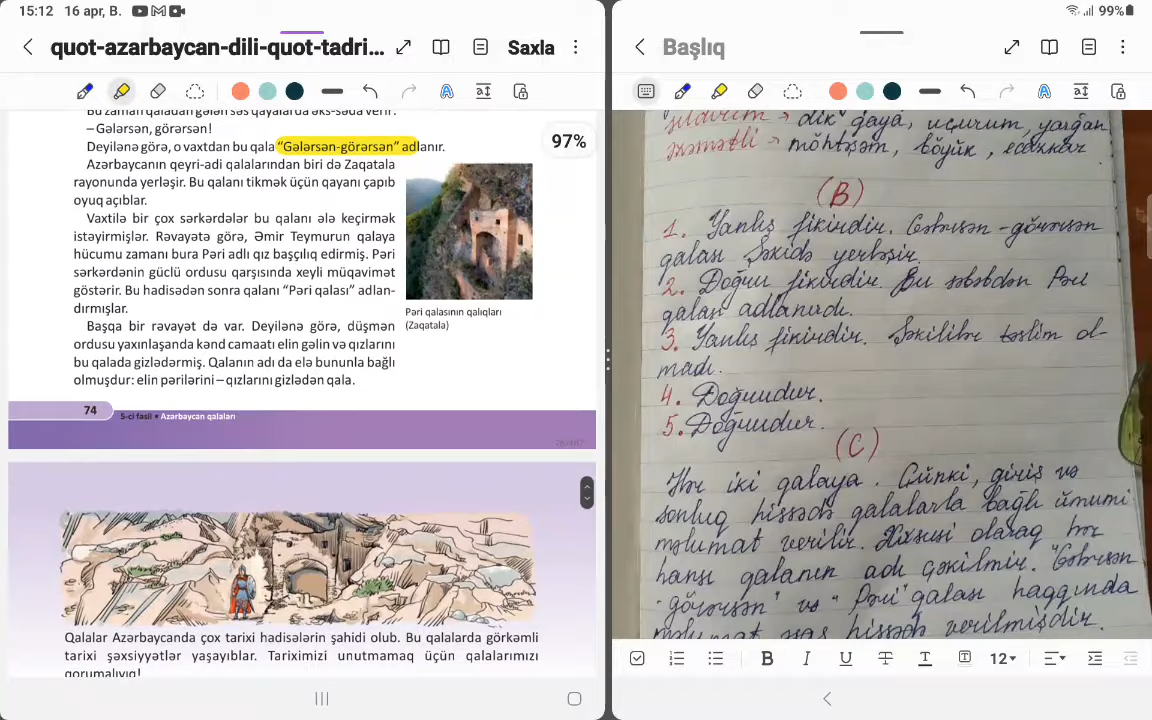 15:12 16 apr, B.
99%
quot-azarbaycan-dili-quot-tadri...
Saxla
Başlıq
97%
Bu zaman qaladan gələn səs qayalarda əks-səda verir:
– Gələrsən, görərsən!
Deyilənə görə, o vaxtdan bu qala “Gələrsən-görərsən” adlanır.
Azərbaycanın qeyri-adi qalalarından biri də Zaqatala
rayonunda yerləşir. Bu qalanı tikmək üçün qayanı çapıb
oyuq açıblar.
Vaxtilə bir çox sərkərdələr bu qalanı ələ keçirmək
istəyirmişlər. Rəvayətə görə, Əmir Teymurun qalaya
hücumu zamanı bura Pəri adlı qız başçılıq edirmiş. Pəri
sərkərdənin güclü ordusu qarşısında xeyli müqavimət
göstərir. Bu hadisədən sonra qalanı “Pəri qalası” adlan-
dırmışlar.
Başqa bir rəvayət də var. Deyilənə görə, düşmən
ordusu yaxınlaşanda kənd camaatı elin gəlin və qızlarını
bu qalada gizlədərmiş. Qalanın adı da elə bununla bağlı
olmuşdur: elin pərilərini – qızlarını gizlədən qala.
Pəri qalasının qalıqları
(Zaqatala)
74
5-ci fəsil • Azərbaycan qalaları
Qalalar Azərbaycanda çox tarixi hadisələrin şahidi olub. Bu qalalarda görkəmli
tarixi şəxsiyyətlər yaşayıblar. Tariximizi unutmamaq üçün qalalarımızı
qorumalıyıq!
sıldırım → dik qaya, uçurum, yarğan
əzəmətli → möhtəşəm, böyük,
(B)
1. Yanlış fikirdir. Gələrsən-görərsən
qalası Şəkidə yerləşir.
2. Doğru fikirdir. Bu səbəbdən Pəri
qalası adlanırdı.
3. Yanlış fikirdir. Şəkililər təslim ol-
madı.
4. Doğrudur.
5. Doğrudur.
(C)
Hər iki qalaya. Çünki, giriş və
sonluq hissədə qalalarla bağlı ümumi
məlumat verilir. Xüsusi olaraq hər
hansı qalanın adı çəkilmir. "Gələrsən
-görərsən" və "Pəri" qalası haqqında
məlumat əsas hissədə verilmişdir.
12